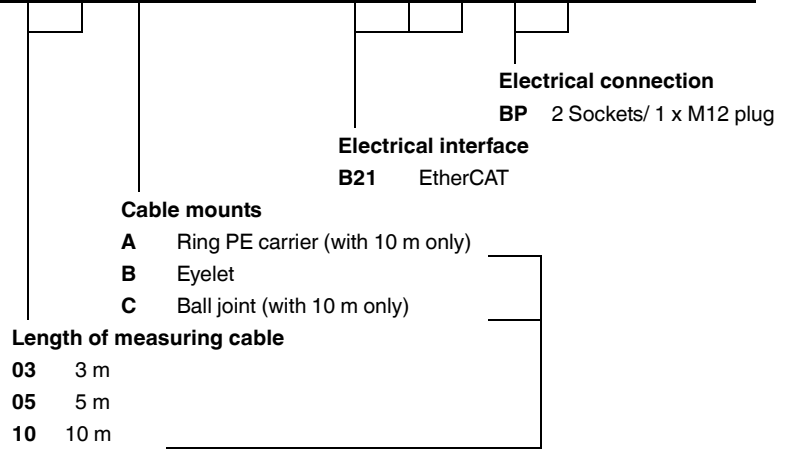 Electrical connection
BP 2 Sockets/ 1 x M12 plug
Electrical interface
B21 EtherCAT
Cable mounts
A Ring PE carrier (with 10 m only)
B Eyelet
C Ball joint (with 10 m only)
Length of measuring cable
03 3 m
05 5 m
10 10 m